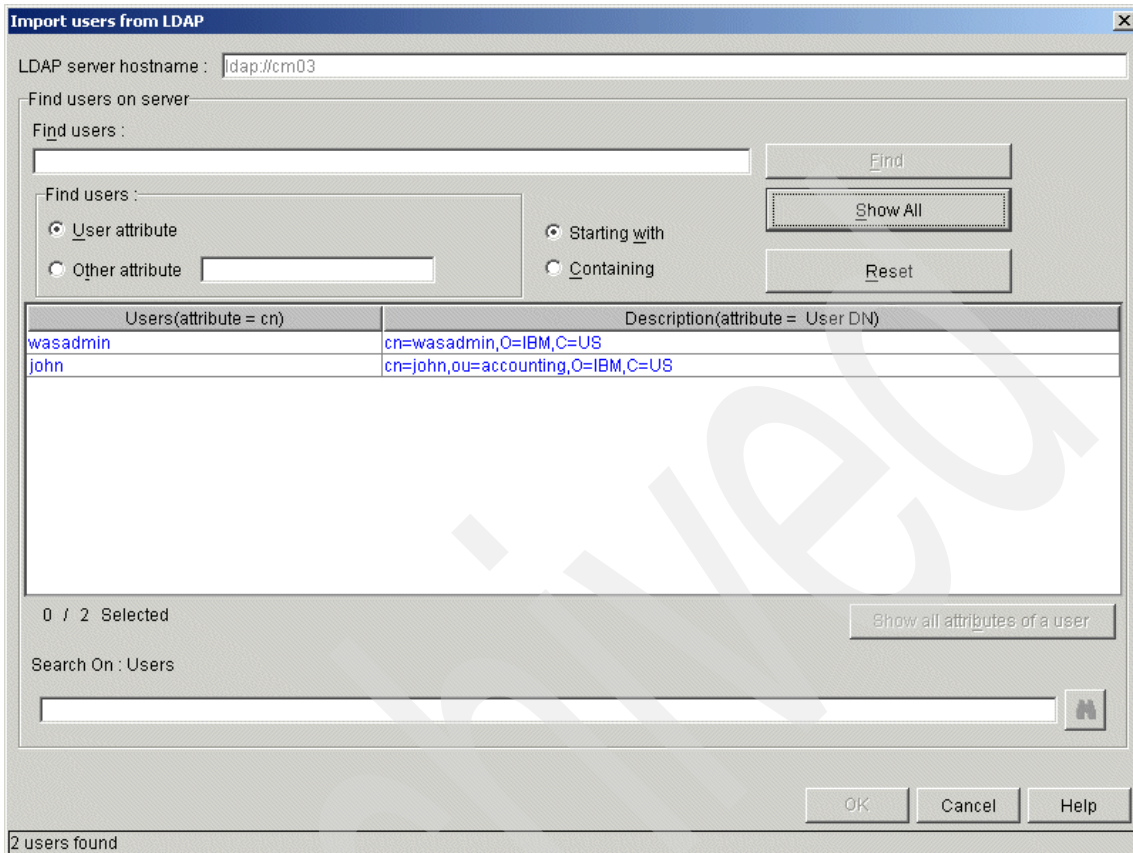 Import users from LDAP
LDAP server hostname : ldap://cm03
Find users on server
Find users :
Find
Find users :
Show All
User attribute
Starting with
Other attribute
Containing
Reset
Users(attribute = cn) Description(attribute = User DN)
wasadmin cn=wasadmin,O=IBM,C=US
john cn=john,ou=accounting,O=IBM,C=US
0 / 2 Selected
Show all attributes of a user
Search On : Users
OK Cancel Help
2 users found